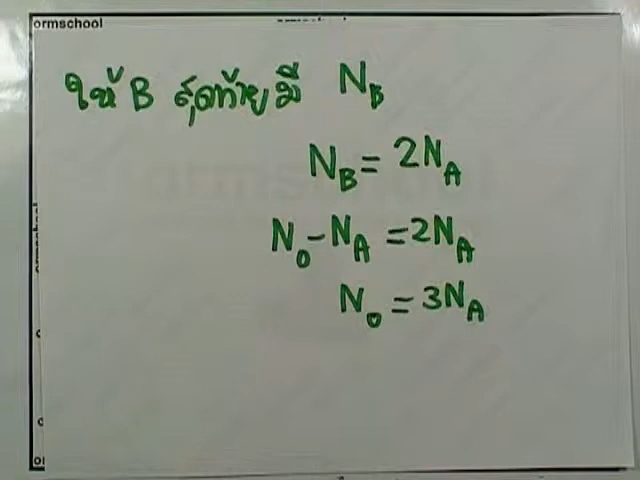 ormschool
ให้ B สุดท้ายมี N_B
N_B = 2N_A
N_0 - N_A = 2N_A
N_0 = 3N_A